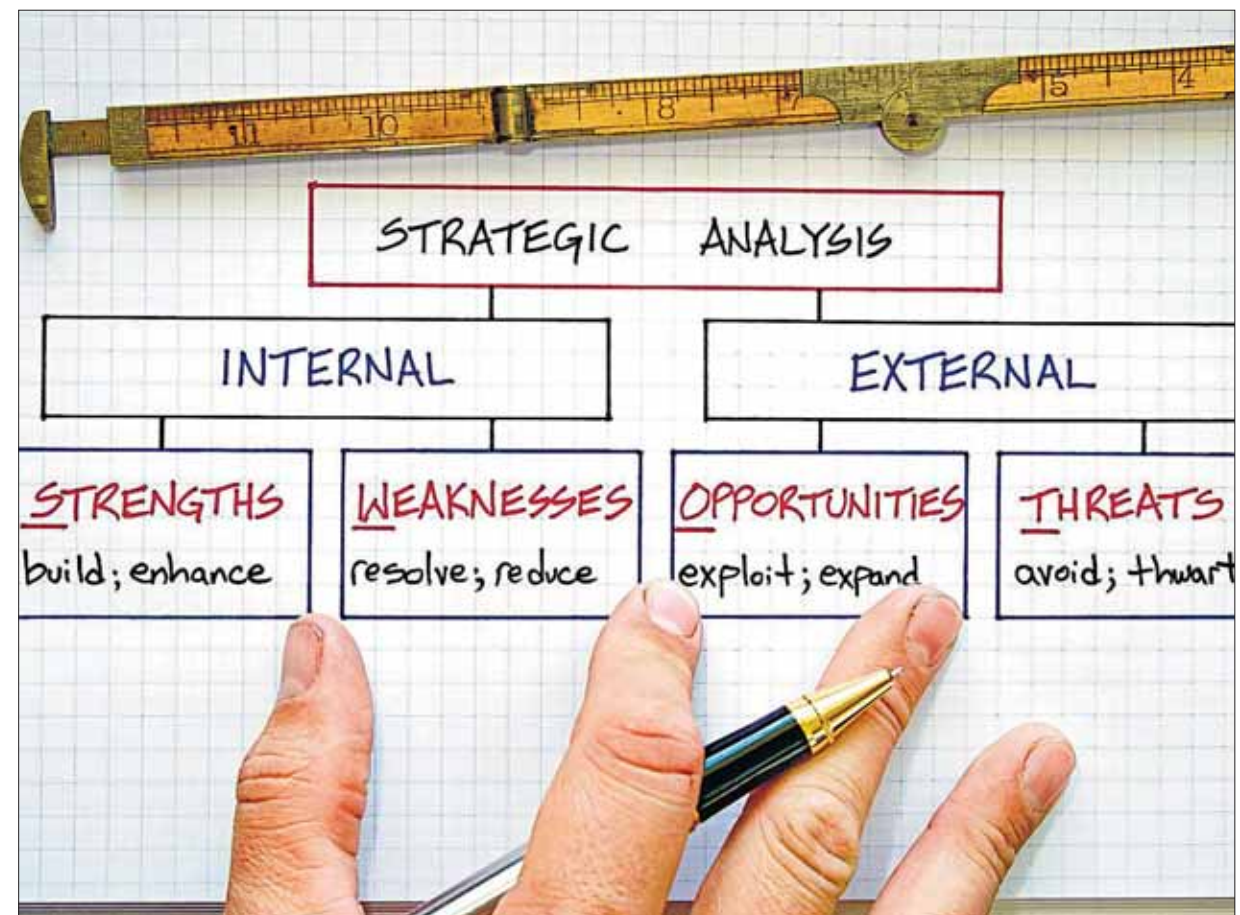 11 10 8 7 5 4
STRATEGIC ANALYSIS
INTERNAL EXTERNAL
STRENGTHS WEAKNESSES OPPORTUNITIES THREATS
build; enhance resolve; reduce exploit; expand avoid; thwart